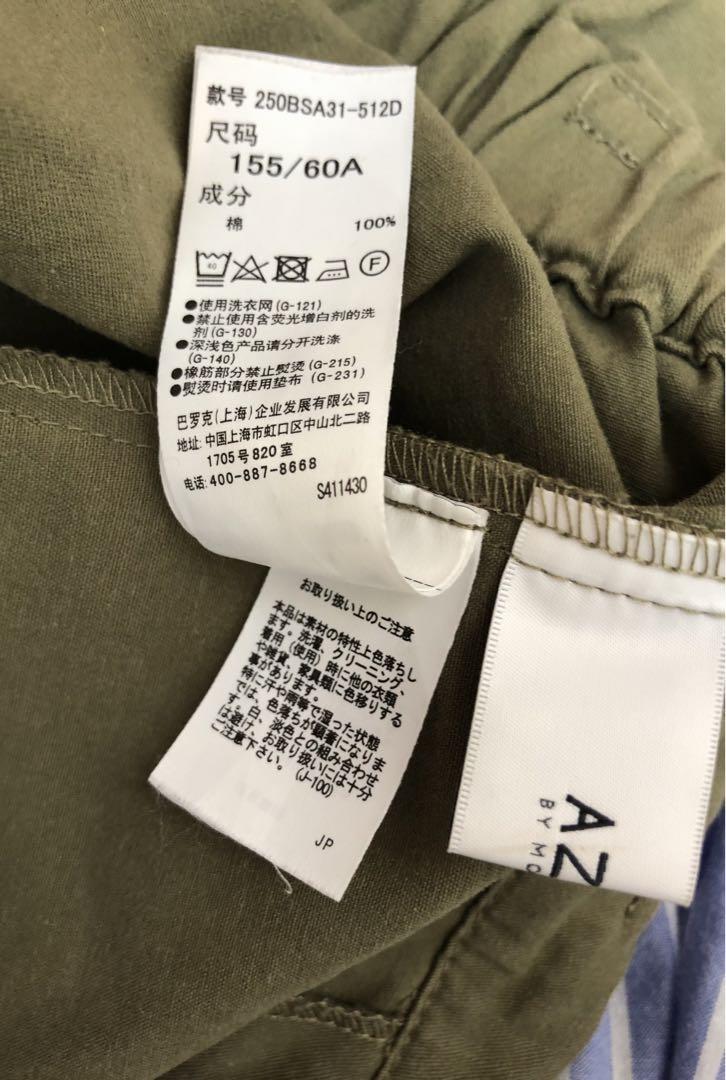 款号 250BSA31-512D
尺码
155/60A
成分
棉 100%
40
F
●使用洗衣网(G-121)
●禁止使用含荧光增白剂的洗
剂(G-130)
●深浅色产品请分开洗涤
(G-140)
●橡筋部分禁止熨烫(G-215)
●熨烫时请使用垫布(G-231)
巴罗克(上海)企业发展有限公司
地址:中国上海市虹口区中山北二路
1705号820室
电话:400-887-8668
S411430
お取り扱い上のご注意
本品は素材の特性上色落ちし
ます。洗濯、クリーニング、
着用(使用)時に他の衣類
や雑貨、家具類に色移りする
事があります。
特に汗や雨等で湿った状態
では、色落ちが顕著になりま
す。白、淡色との組み合わせ
は避け、お取り扱いには十分
ご注意下さい。 (J-100)
JP
AZ
BY MO